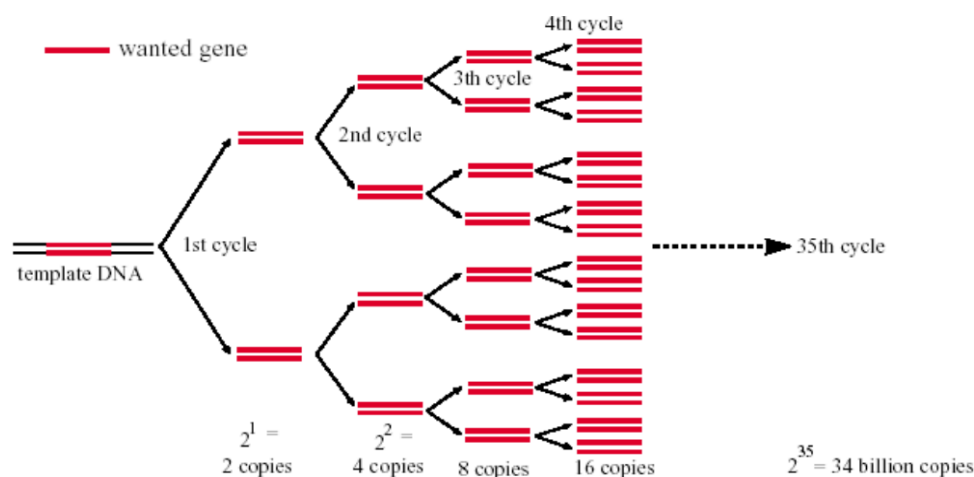 wanted gene
4th cycle
3th cycle
2nd cycle
1st cycle
template DNA
35th cycle
2^1 =
2 copies
2^2 =
4 copies
8 copies
16 copies
2^35 = 34 billion copies